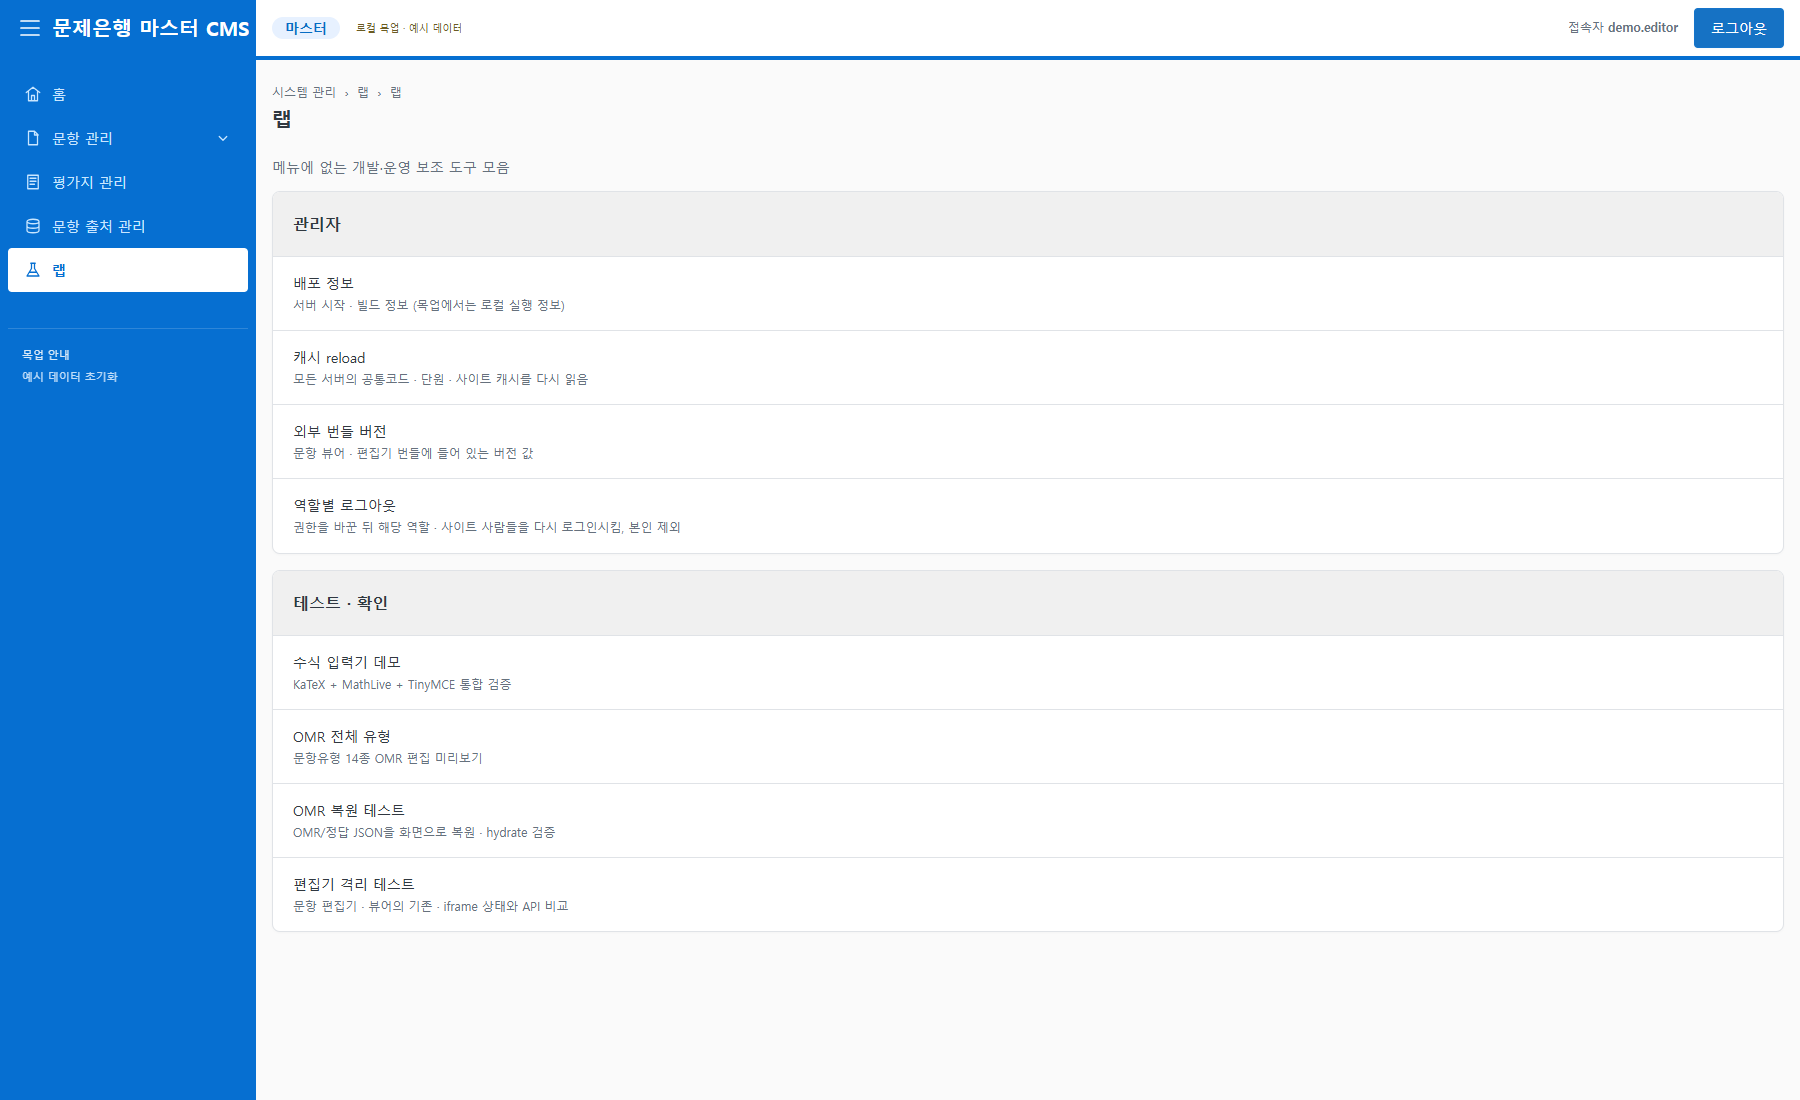 문제은행 마스터 CMS
홈
문항 관리
평가지 관리
문항 출처 관리
랩
목업 안내
예시 데이터 초기화
마스터
로컬 목업 · 예시 데이터
접속자 demo.editor
로그아웃
시스템 관리 › 랩 › 랩
랩
메뉴에 없는 개발·운영 보조 도구 모음
관리자
배포 정보
서버 시작 · 빌드 정보 (목업에서는 로컬 실행 정보)
캐시 reload
모든 서버의 공통코드 · 단원 · 사이트 캐시를 다시 읽음
외부 번들 버전
문항 뷰어 · 편집기 번들에 들어 있는 버전 값
역할별 로그아웃
권한을 바꾼 뒤 해당 역할 · 사이트 사람들을 다시 로그인시킴, 본인 제외
테스트 · 확인
수식 입력기 데모
KaTeX + MathLive + TinyMCE 통합 검증
OMR 전체 유형
문항유형 14종 OMR 편집 미리보기
OMR 복원 테스트
OMR/정답 JSON을 화면으로 복원 · hydrate 검증
편집기 격리 테스트
문항 편집기 · 뷰어의 기존 · iframe 상태와 API 비교